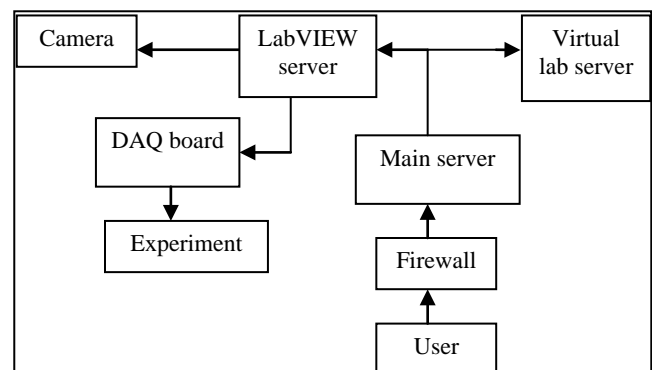 Camera
LabVIEW
server
Virtual
lab server
DAQ board
Main server
Experiment
Firewall
User